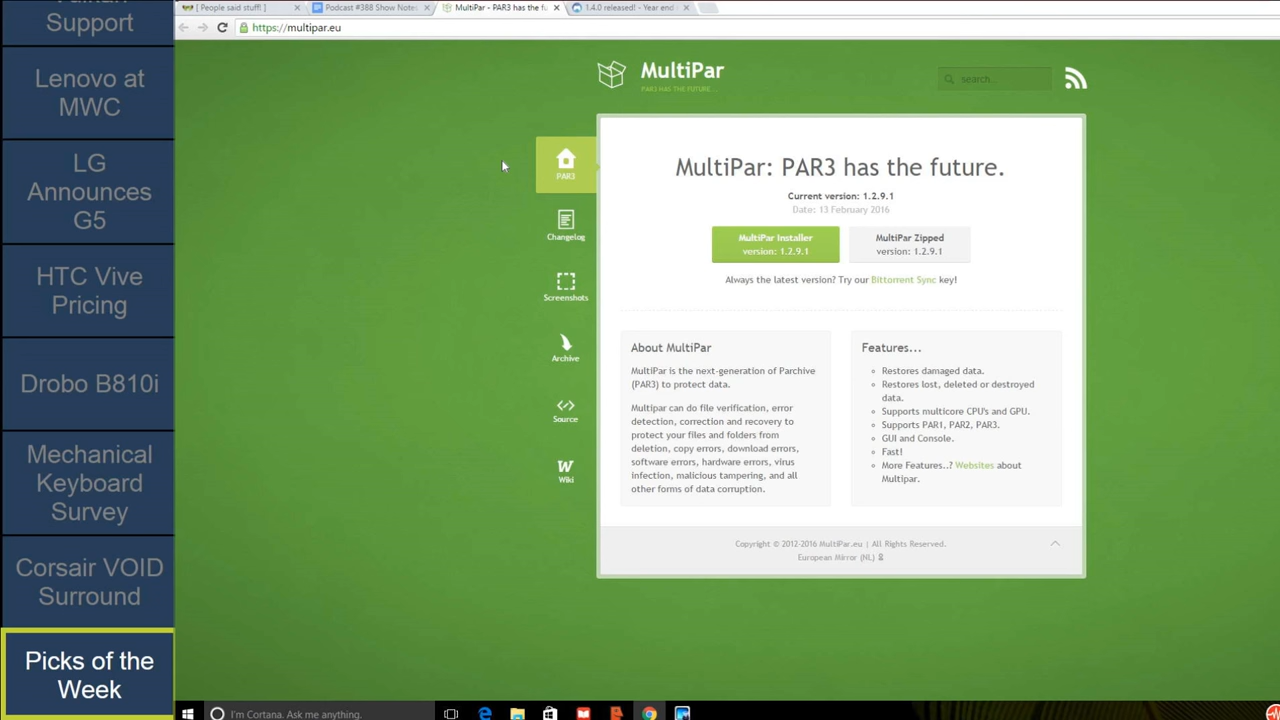 Support
Lenovo at
MWC
LG
Announces
G5
HTC Vive
Pricing
Drobo B810i
Mechanical
Keyboard
Survey
Corsair VOID
Surround
Picks of the
Week
[ People said stuff! ]
Podcast #388 Show Note
MultiPar - PAR3 has the fu
1.4.0 released! - Year end
https://multipar.eu
MultiPar
PAR3 HAS THE FUTURE ...
search...
PAR3
Changelog
Screenshots
Archive
Source
Wiki
MultiPar: PAR3 has the future.
Current version: 1.2.9.1
Date: 13 February 2016
MultiPar Installer
version: 1.2.9.1
MultiPar Zipped
version: 1.2.9.1
Always the latest version? Try our Bittorrent Sync key!
About MultiPar
MultiPar is the next-generation of Parchive
(PAR3) to protect data.
Multipar can do file verification, error
detection, correction and recovery to
protect your files and folders from
deletion, copy errors, download errors,
software errors, hardware errors, virus
infection, malicious tampering, and all
other forms of data corruption.
Features...
Restores damaged data.
Restores lost, deleted or destroyed
data.
Supports multicore CPU's and GPU.
Supports PAR1, PAR2, PAR3.
GUI and Console.
Fast!
More Features..? Websites about
Multipar.
Copyright © 2012-2016 MultiPar.eu | All Rights Reserved.
European Mirror (NL)
I'm Cortana. Ask me anything.